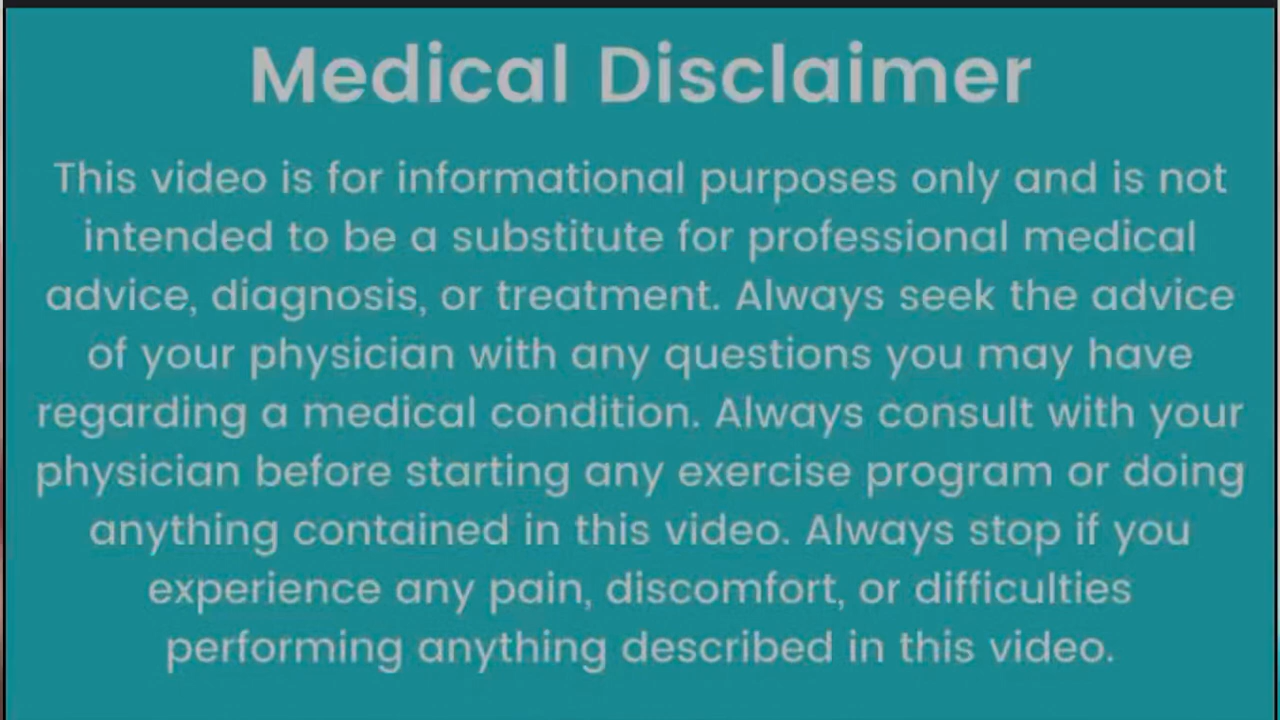 Medical Disclaimer
This video is for informational purposes only and is not
intended to be a substitute for professional medical
advice, diagnosis, or treatment. Always seek the advice
of your physician with any questions you may have
regarding a medical condition. Always consult with your
physician before starting any exercise program or doing
anything contained in this video. Always stop if you
experience any pain, discomfort, or difficulties
performing anything described in this video.